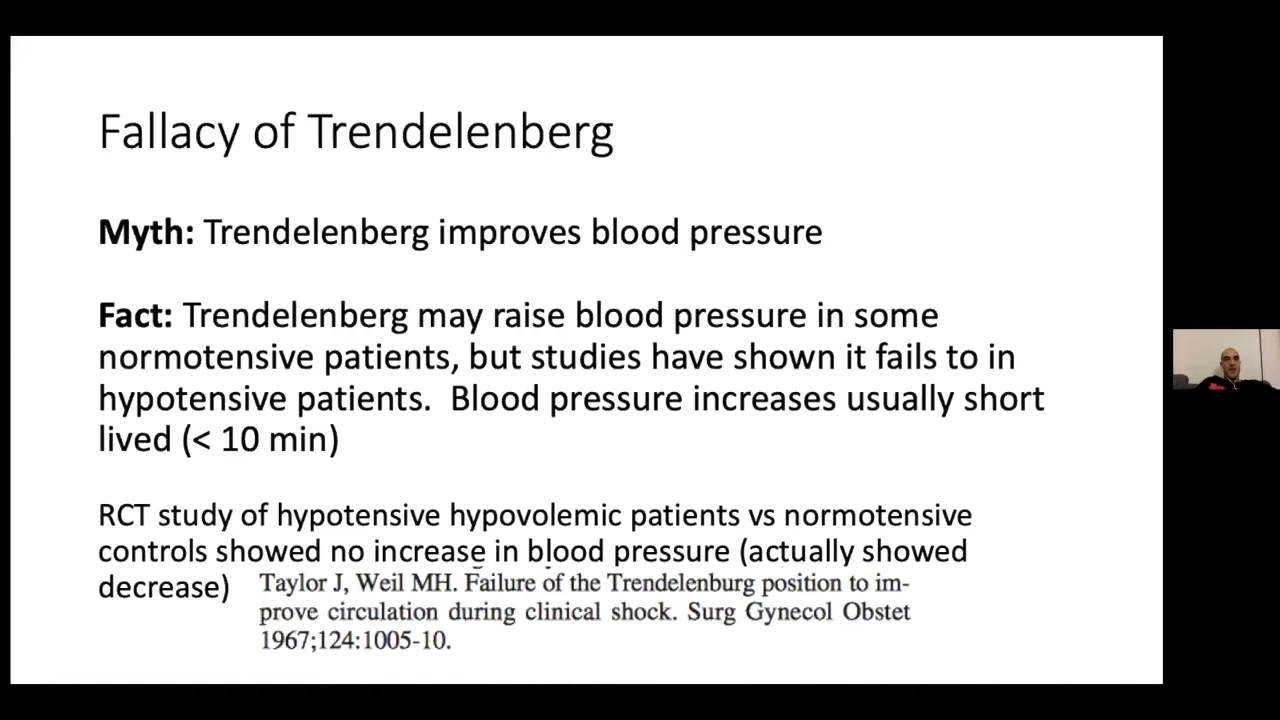 Fallacy of Trendelenberg
Myth: Trendelenberg improves blood pressure
Fact: Trendelenberg may raise blood pressure in some
normotensive patients, but studies have shown it fails to in
hypotensive patients.  Blood pressure increases usually short
lived (< 10 min)
RCT study of hypotensive hypovolemic patients vs normotensive
controls showed no increase in blood pressure (actually showed
decrease)
Taylor J, Weil MH. Failure of the Trendelenburg position to im-
prove circulation during clinical shock. Surg Gynecol Obstet
1967;124:1005-10.